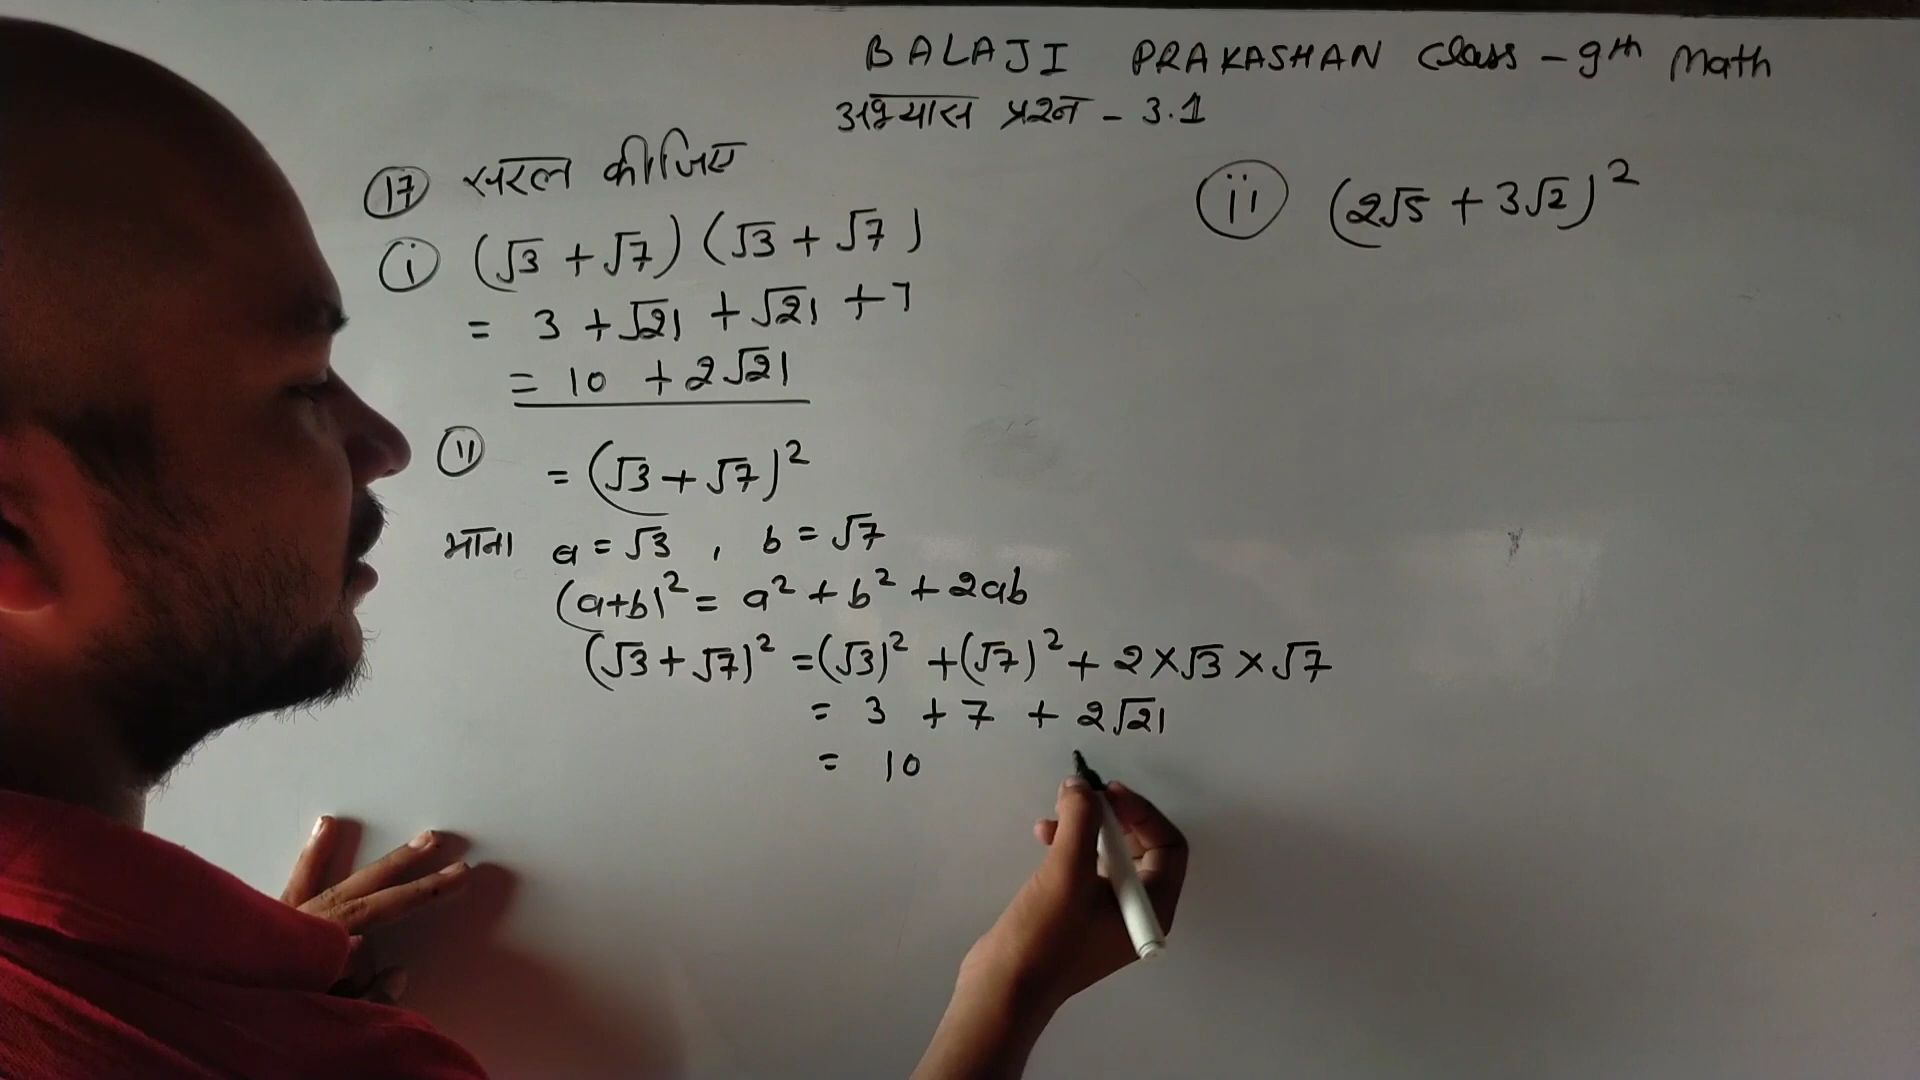 BALAJI PRAKASHAN Class - 9th Math
अभ्यास प्रश्न - 3.1
17 सरल कीजिए
i (√3 + √7) (√3 + √7)
= 3 + √21 + √21 + 7
= 10 + 2√21
ii = (√3 + √7)²
माना a = √3 , b = √7
(a+b)² = a² + b² + 2ab
(√3 + √7)² = (√3)² + (√7)² + 2 × √3 × √7
= 3 + 7 + 2√21
= 10
ii (2√5 + 3√2)²